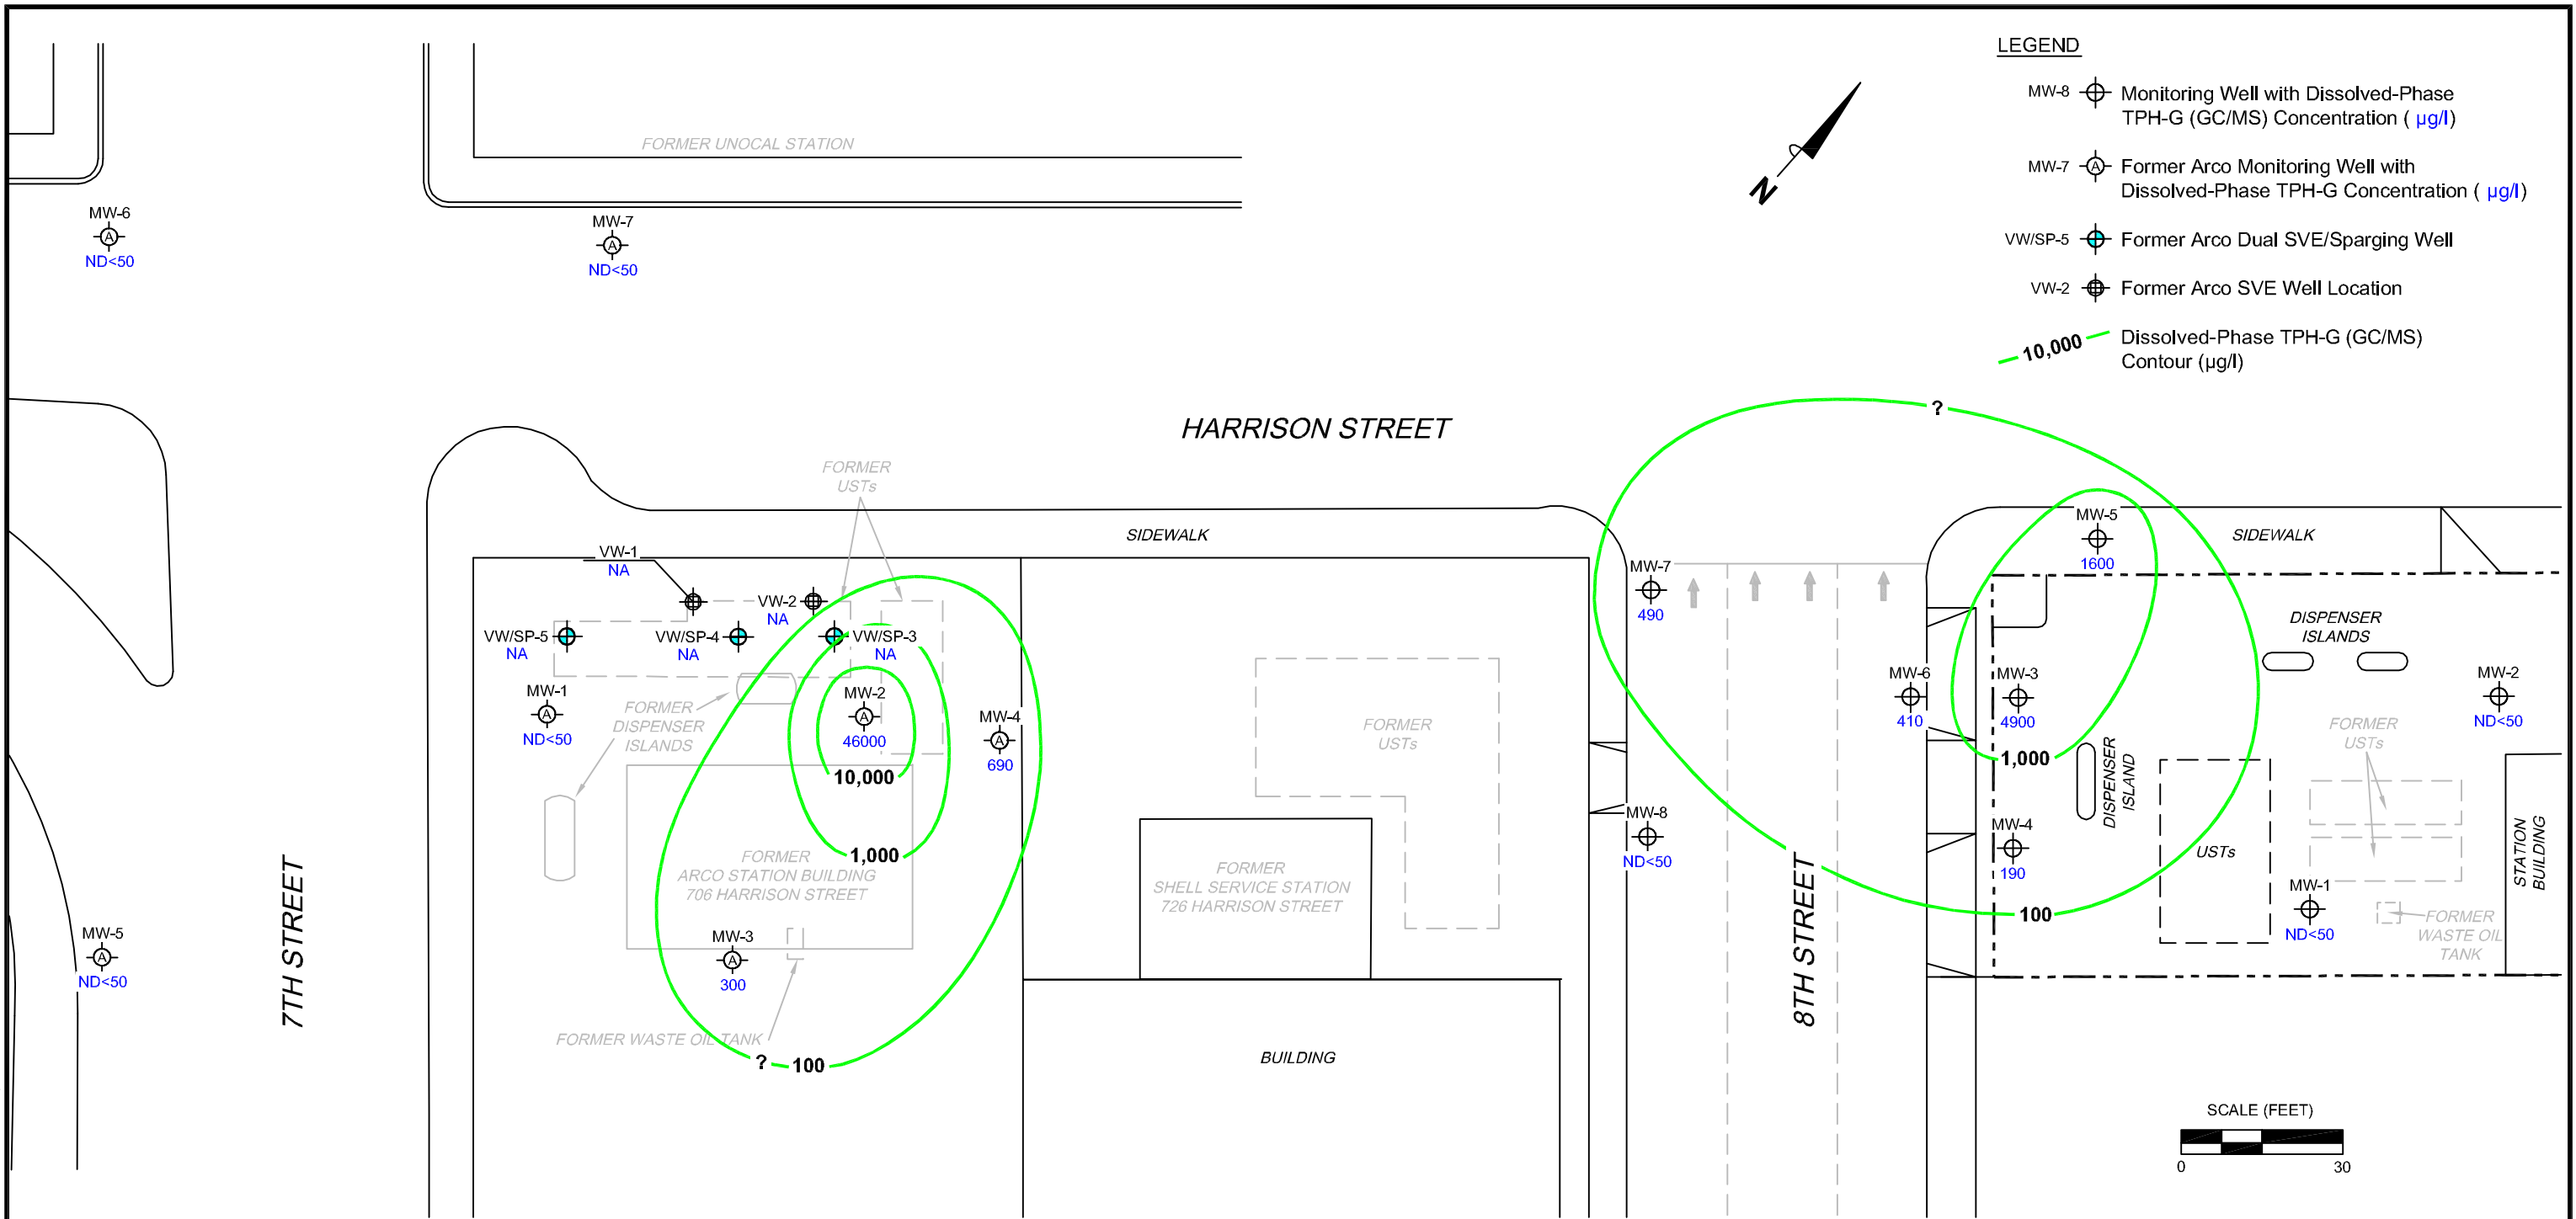 LEGEND
MW-8 Monitoring Well with Dissolved-Phase
TPH-G (GC/MS) Concentration ( µg/l)
MW-7 A Former Arco Monitoring Well with
Dissolved-Phase TPH-G Concentration ( µg/l)
VW/SP-5 Former Arco Dual SVE/Sparging Well
VW-2 Former Arco SVE Well Location
10,000 Dissolved-Phase TPH-G (GC/MS)
Contour (µg/l)
N
FORMER UNOCAL STATION
MW-6
A
ND<50
MW-7
A
ND<50
HARRISON STREET
?
FORMER
USTs
SIDEWALK
VW-1
NA
VW-2
NA
VW/SP-5
NA
VW/SP-4
NA
VW/SP-3
NA
MW-1
A
ND<50
FORMER
DISPENSER
ISLANDS
MW-2
A
46000
10,000
MW-4
A
690
1,000
FORMER
ARCO STATION BUILDING
706 HARRISON STREET
MW-3
A
300
FORMER WASTE OIL TANK
?
100
MW-5
A
ND<50
7TH STREET
FORMER
USTs
FORMER
SHELL SERVICE STATION
726 HARRISON STREET
BUILDING
MW-7
490
MW-8
ND<50
8TH STREET
MW-5
1600
SIDEWALK
MW-6
410
MW-3
4900
1,000
DISPENSER
ISLANDS
MW-2
ND<50
DISPENSER
ISLAND
FORMER
USTs
MW-4
190
USTs
MW-1
ND<50
STATION
BUILDING
100
FORMER
WASTE OIL
TANK
SCALE (FEET)
0 30